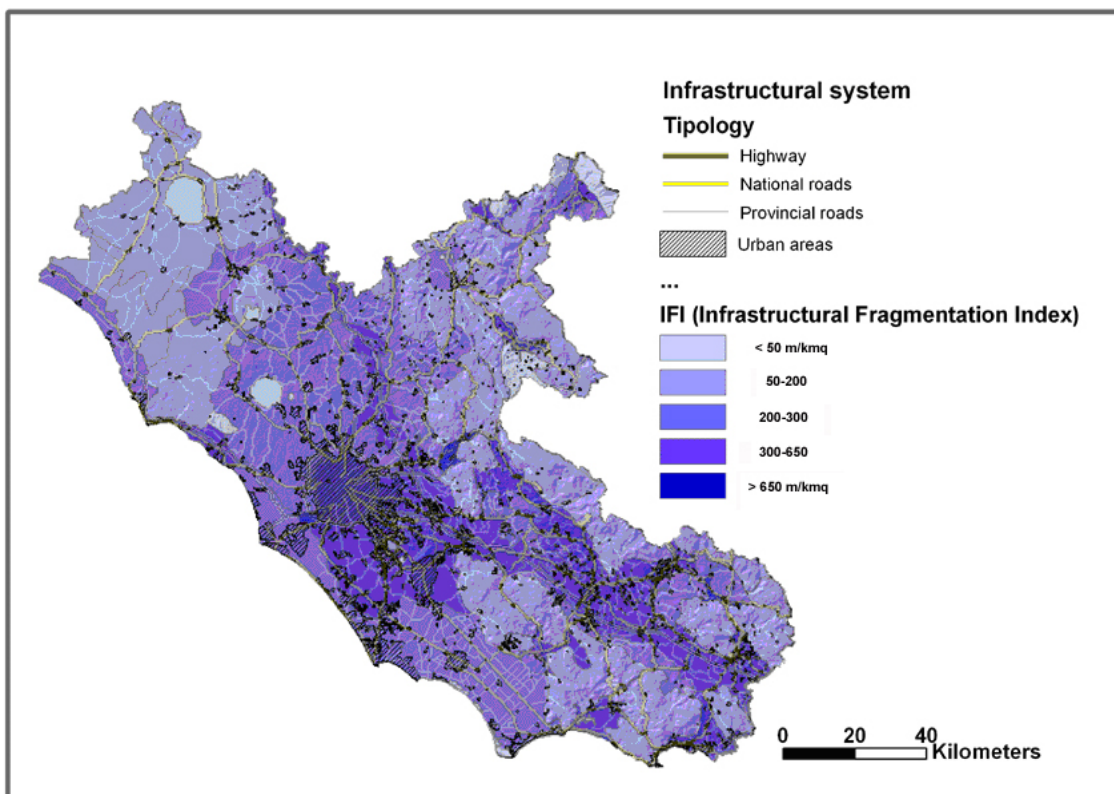 Infrastructural system
Tipology
Highway
National roads
Provincial roads
Urban areas
...
IFI (Infrastructural Fragmentation Index)
< 50 m/kmq
50-200
200-300
300-650
> 650 m/kmq
0 20 40
Kilometers